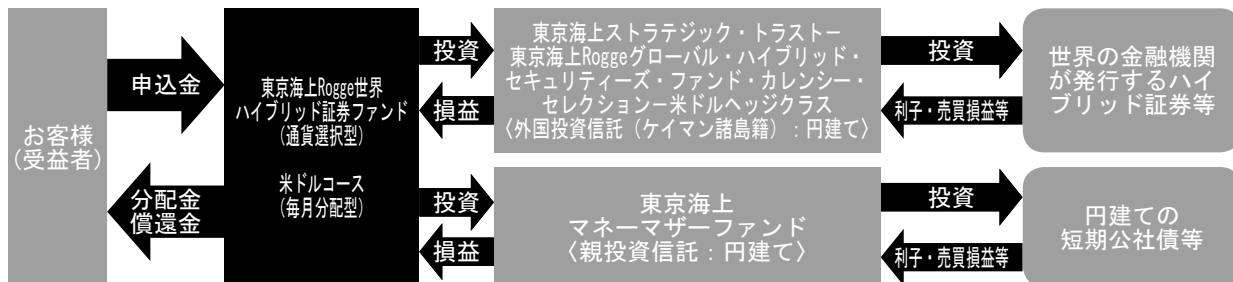 お客様
(受益者)
申込金
分配金
償還金
東京海上Rogge世界
ハイブリッド証券ファンド
(通貨選択型)
米ドルコース
(毎月分配型)
投資
損益
東京海上ストラテジック・トラストー
東京海上Roggeグローバル・ハイブリッド・
セキュリティーズ・ファンド・カレンシー・
セレクションー米ドルヘッジクラス
〈外国投資信託（ケイマン諸島籍）：円建て〉
投資
利子・売買損益等
世界の金融機関
が発行するハイ
ブリッド証券等
投資
損益
東京海上
マネーマザーファンド
〈親投資信託：円建て〉
投資
利子・売買損益等
円建ての
短期公社債等